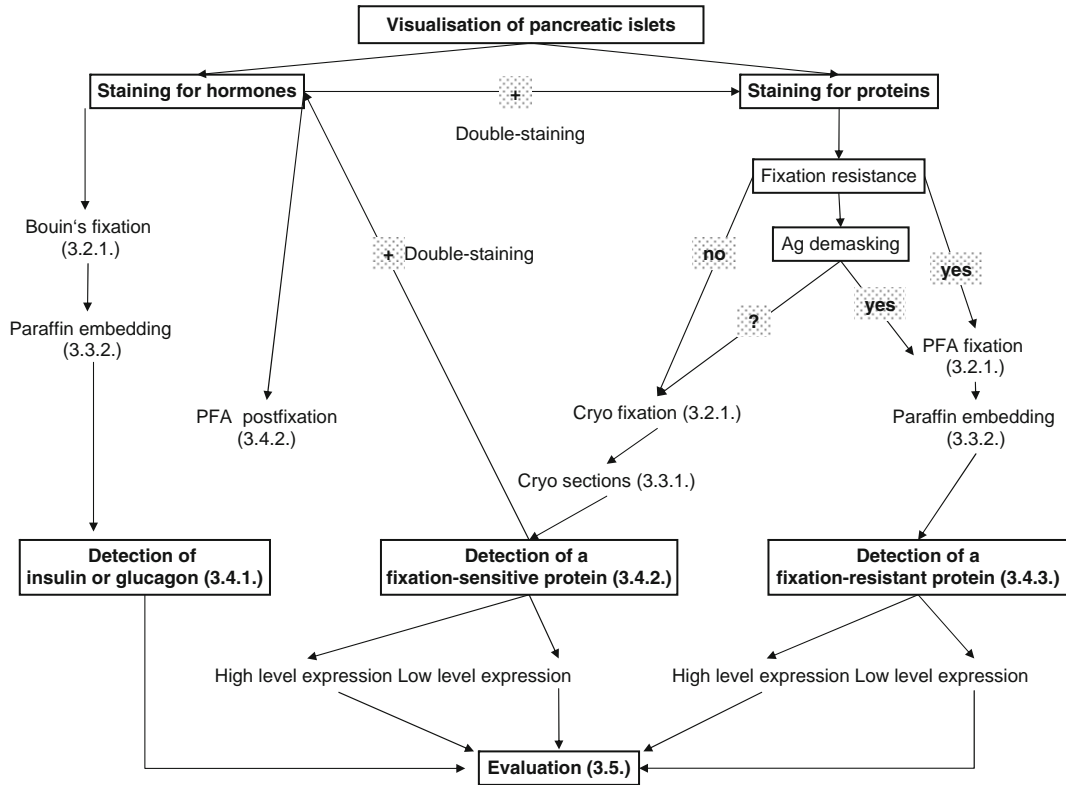 Visualisation of pancreatic islets
Staining for hormones
+
Staining for proteins
Double-staining
Fixation resistance
Bouin‘s fixation
(3.2.1.)
+ Double-staining
no
Ag demasking
yes
yes
?
Paraffin embedding
(3.3.2.)
PFA fixation
(3.2.1.)
PFA postfixation
(3.4.2.)
Cryo fixation (3.2.1.)
Paraffin embedding
(3.3.2.)
Cryo sections (3.3.1.)
Detection of
insulin or glucagon (3.4.1.)
Detection of a
fixation-sensitive protein (3.4.2.)
Detection of a
fixation-resistant protein (3.4.3.)
High level expression Low level expression
High level expression Low level expression
Evaluation (3.5.)